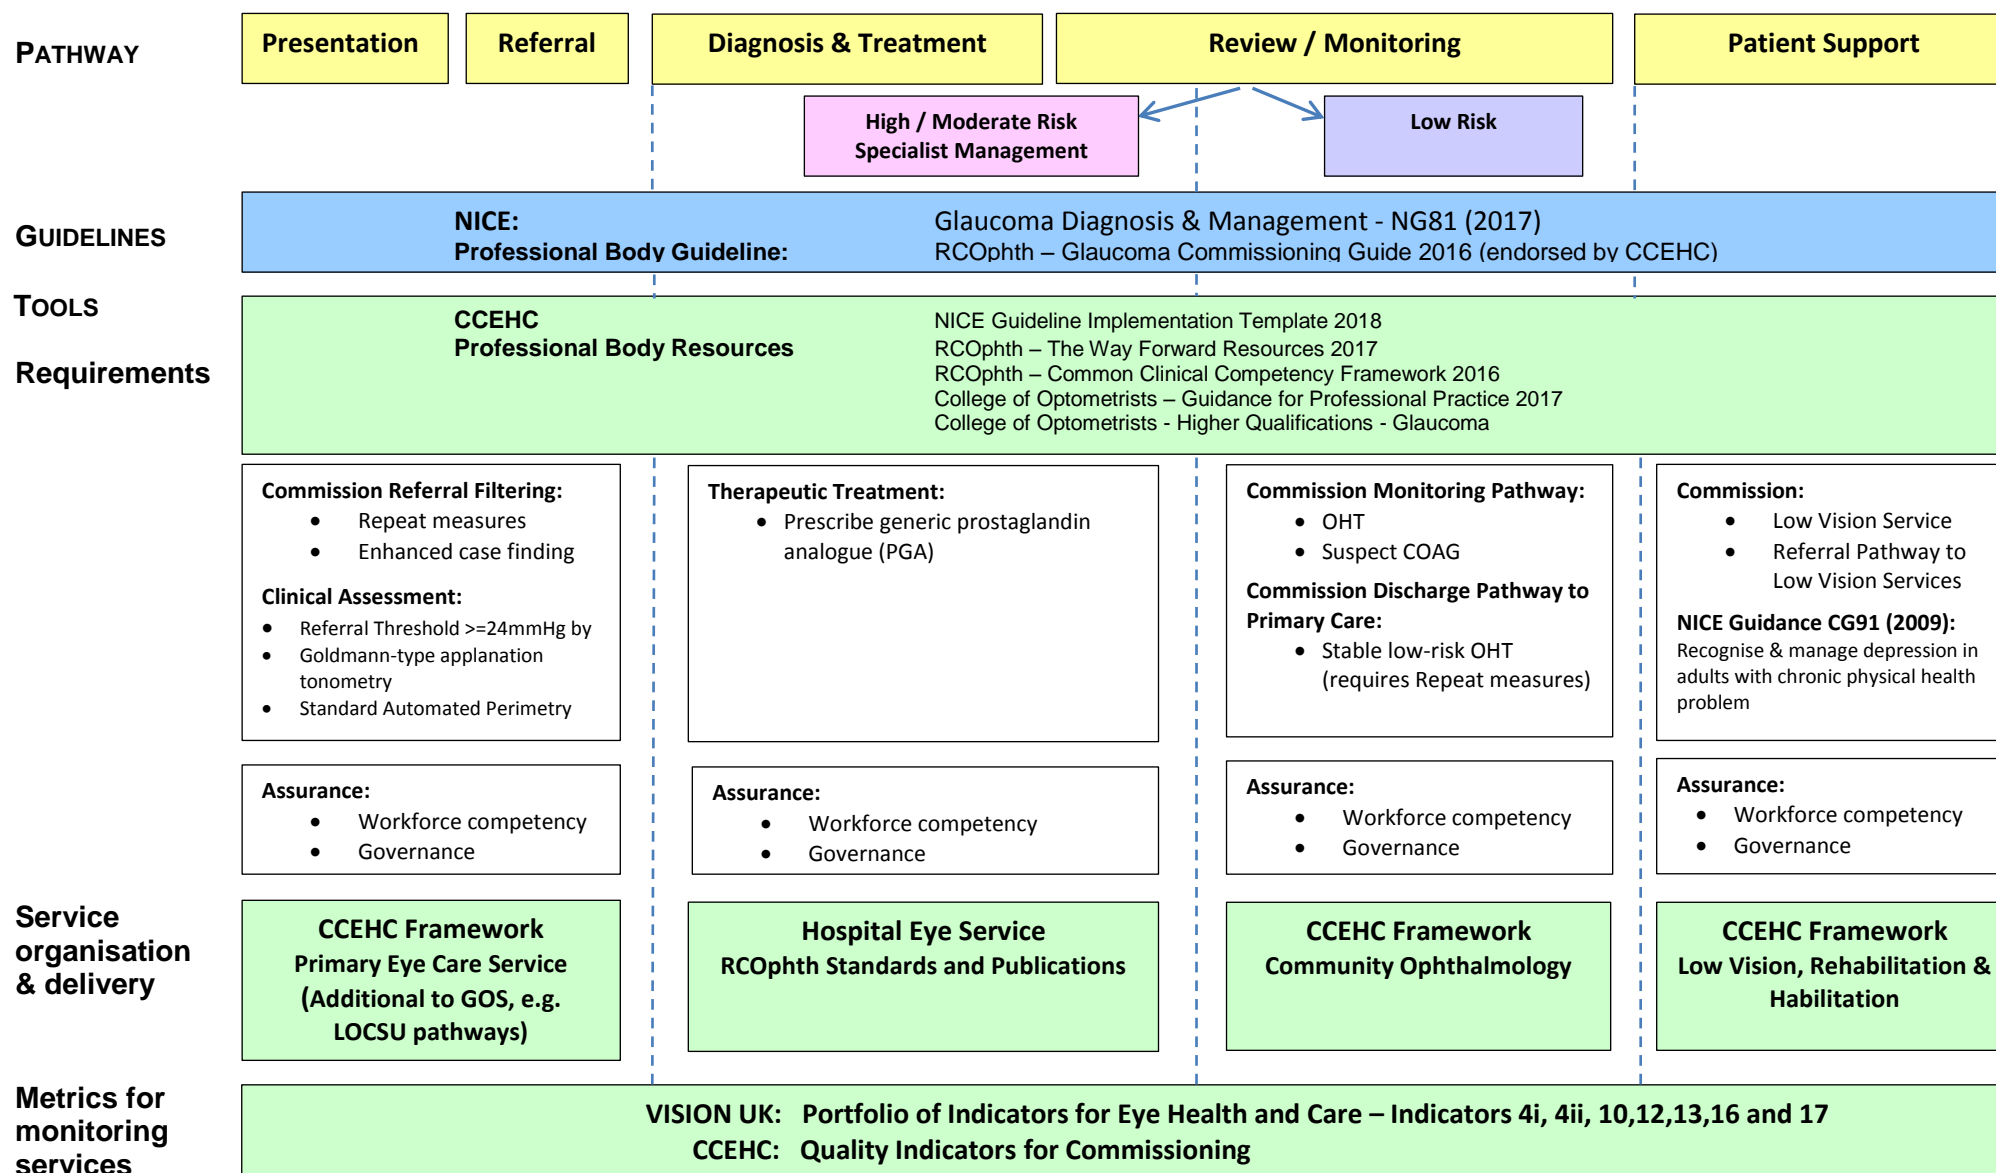 PATHWAY
Presentation
Referral
Diagnosis & Treatment
Review / Monitoring
Patient Support
High / Moderate Risk
Specialist Management
Low Risk
GUIDELINES
NICE: Glaucoma Diagnosis & Management - NG81 (2017)
Professional Body Guideline: RCOphth – Glaucoma Commissioning Guide 2016 (endorsed by CCEHC)
TOOLS
Requirements
CCEHC NICE Guideline Implementation Template 2018
Professional Body Resources RCOphth – The Way Forward Resources 2017
RCOphth – Common Clinical Competency Framework 2016
College of Optometrists – Guidance for Professional Practice 2017
College of Optometrists - Higher Qualifications - Glaucoma
Commission Referral Filtering:
• Repeat measures
• Enhanced case finding
Clinical Assessment:
• Referral Threshold >=24mmHg by
• Goldmann-type applanation
tonometry
• Standard Automated Perimetry
Therapeutic Treatment:
• Prescribe generic prostaglandin
analogue (PGA)
Commission Monitoring Pathway:
• OHT
• Suspect COAG
Commission Discharge Pathway to
Primary Care:
• Stable low-risk OHT
(requires Repeat measures)
Commission:
• Low Vision Service
• Referral Pathway to
Low Vision Services
NICE Guidance CG91 (2009):
Recognise & manage depression in
adults with chronic physical health
problem
Assurance:
• Workforce competency
• Governance
Assurance:
• Workforce competency
• Governance
Assurance:
• Workforce competency
• Governance
Assurance:
• Workforce competency
• Governance
Service
organisation
& delivery
CCEHC Framework
Primary Eye Care Service
(Additional to GOS, e.g.
LOCSU pathways)
Hospital Eye Service
RCOphth Standards and Publications
CCEHC Framework
Community Ophthalmology
CCEHC Framework
Low Vision, Rehabilitation &
Habilitation
Metrics for
monitoring
services
VISION UK: Portfolio of Indicators for Eye Health and Care – Indicators 4i, 4ii, 10,12,13,16 and 17
CCEHC: Quality Indicators for Commissioning